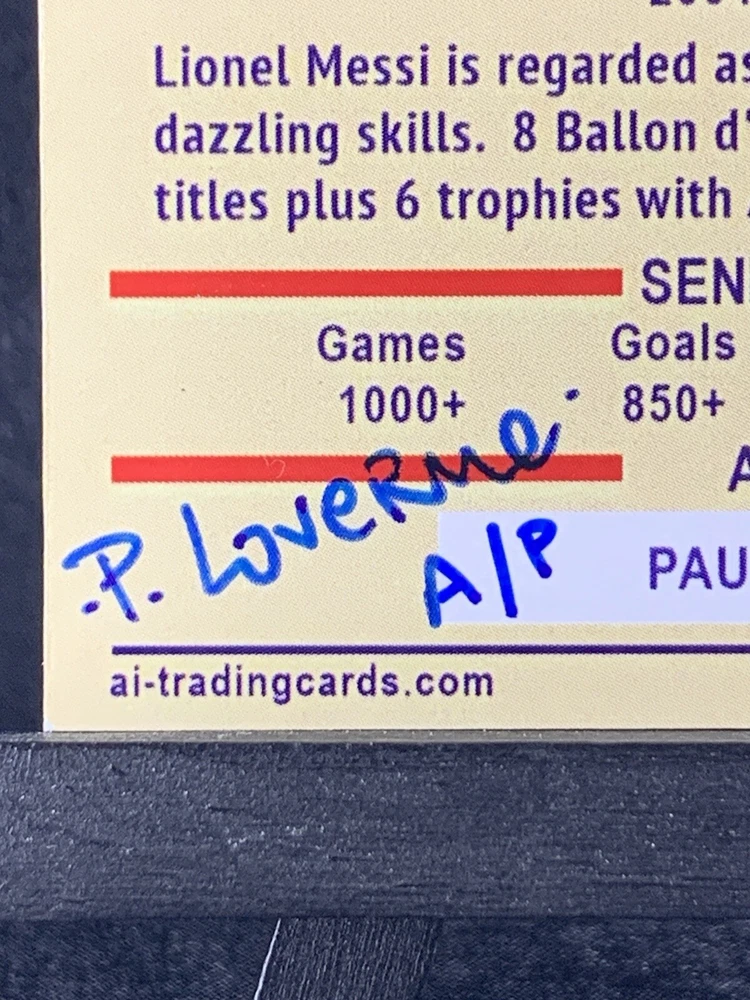 Lionel Messi is regarded as
dazzling skills. 8 Ballon d'
titles plus 6 trophies with
SEN
Games Goals
1000+ 850+
P. Loverme
A
A/P
PAU
ai-tradingcards.com